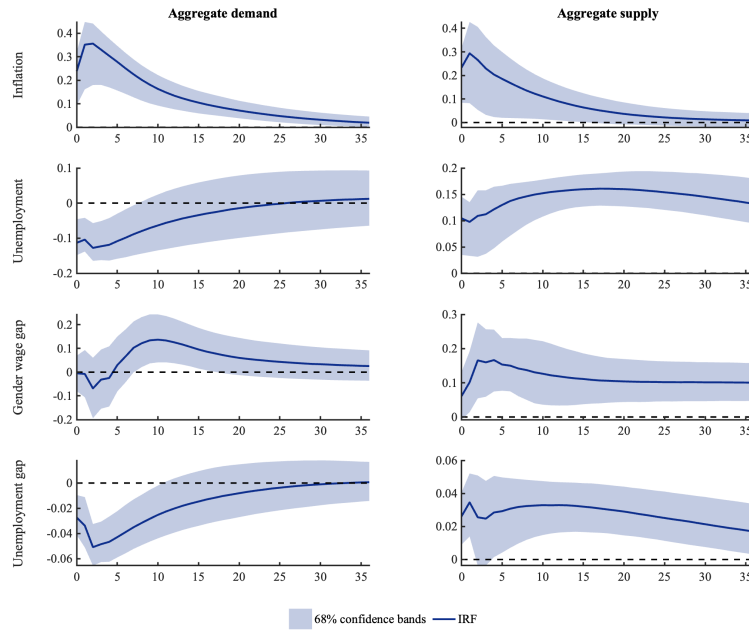 Aggregate demand
Aggregate supply
Inflation
0.4
0.3
0.2
0.1
0
0 5 10 15 20 25 30 35
0.4
0.3
0.2
0.1
0
0 5 10 15 20 25 30 35
Unemployment
0.1
0
-0.1
-0.2
0 5 10 15 20 25 30 35
0.2
0.15
0.1
0.05
0
0 5 10 15 20 25 30 35
Gender wage gap
0.2
0.1
0
-0.1
-0.2
0 5 10 15 20 25 30 35
0.3
0.2
0.1
0
0 5 10 15 20 25 30 35
Unemployment gap
0
-0.02
-0.04
-0.06
0 5 10 15 20 25 30 35
0.06
0.04
0.02
0
0 5 10 15 20 25 30 35
68% confidence bands IRF